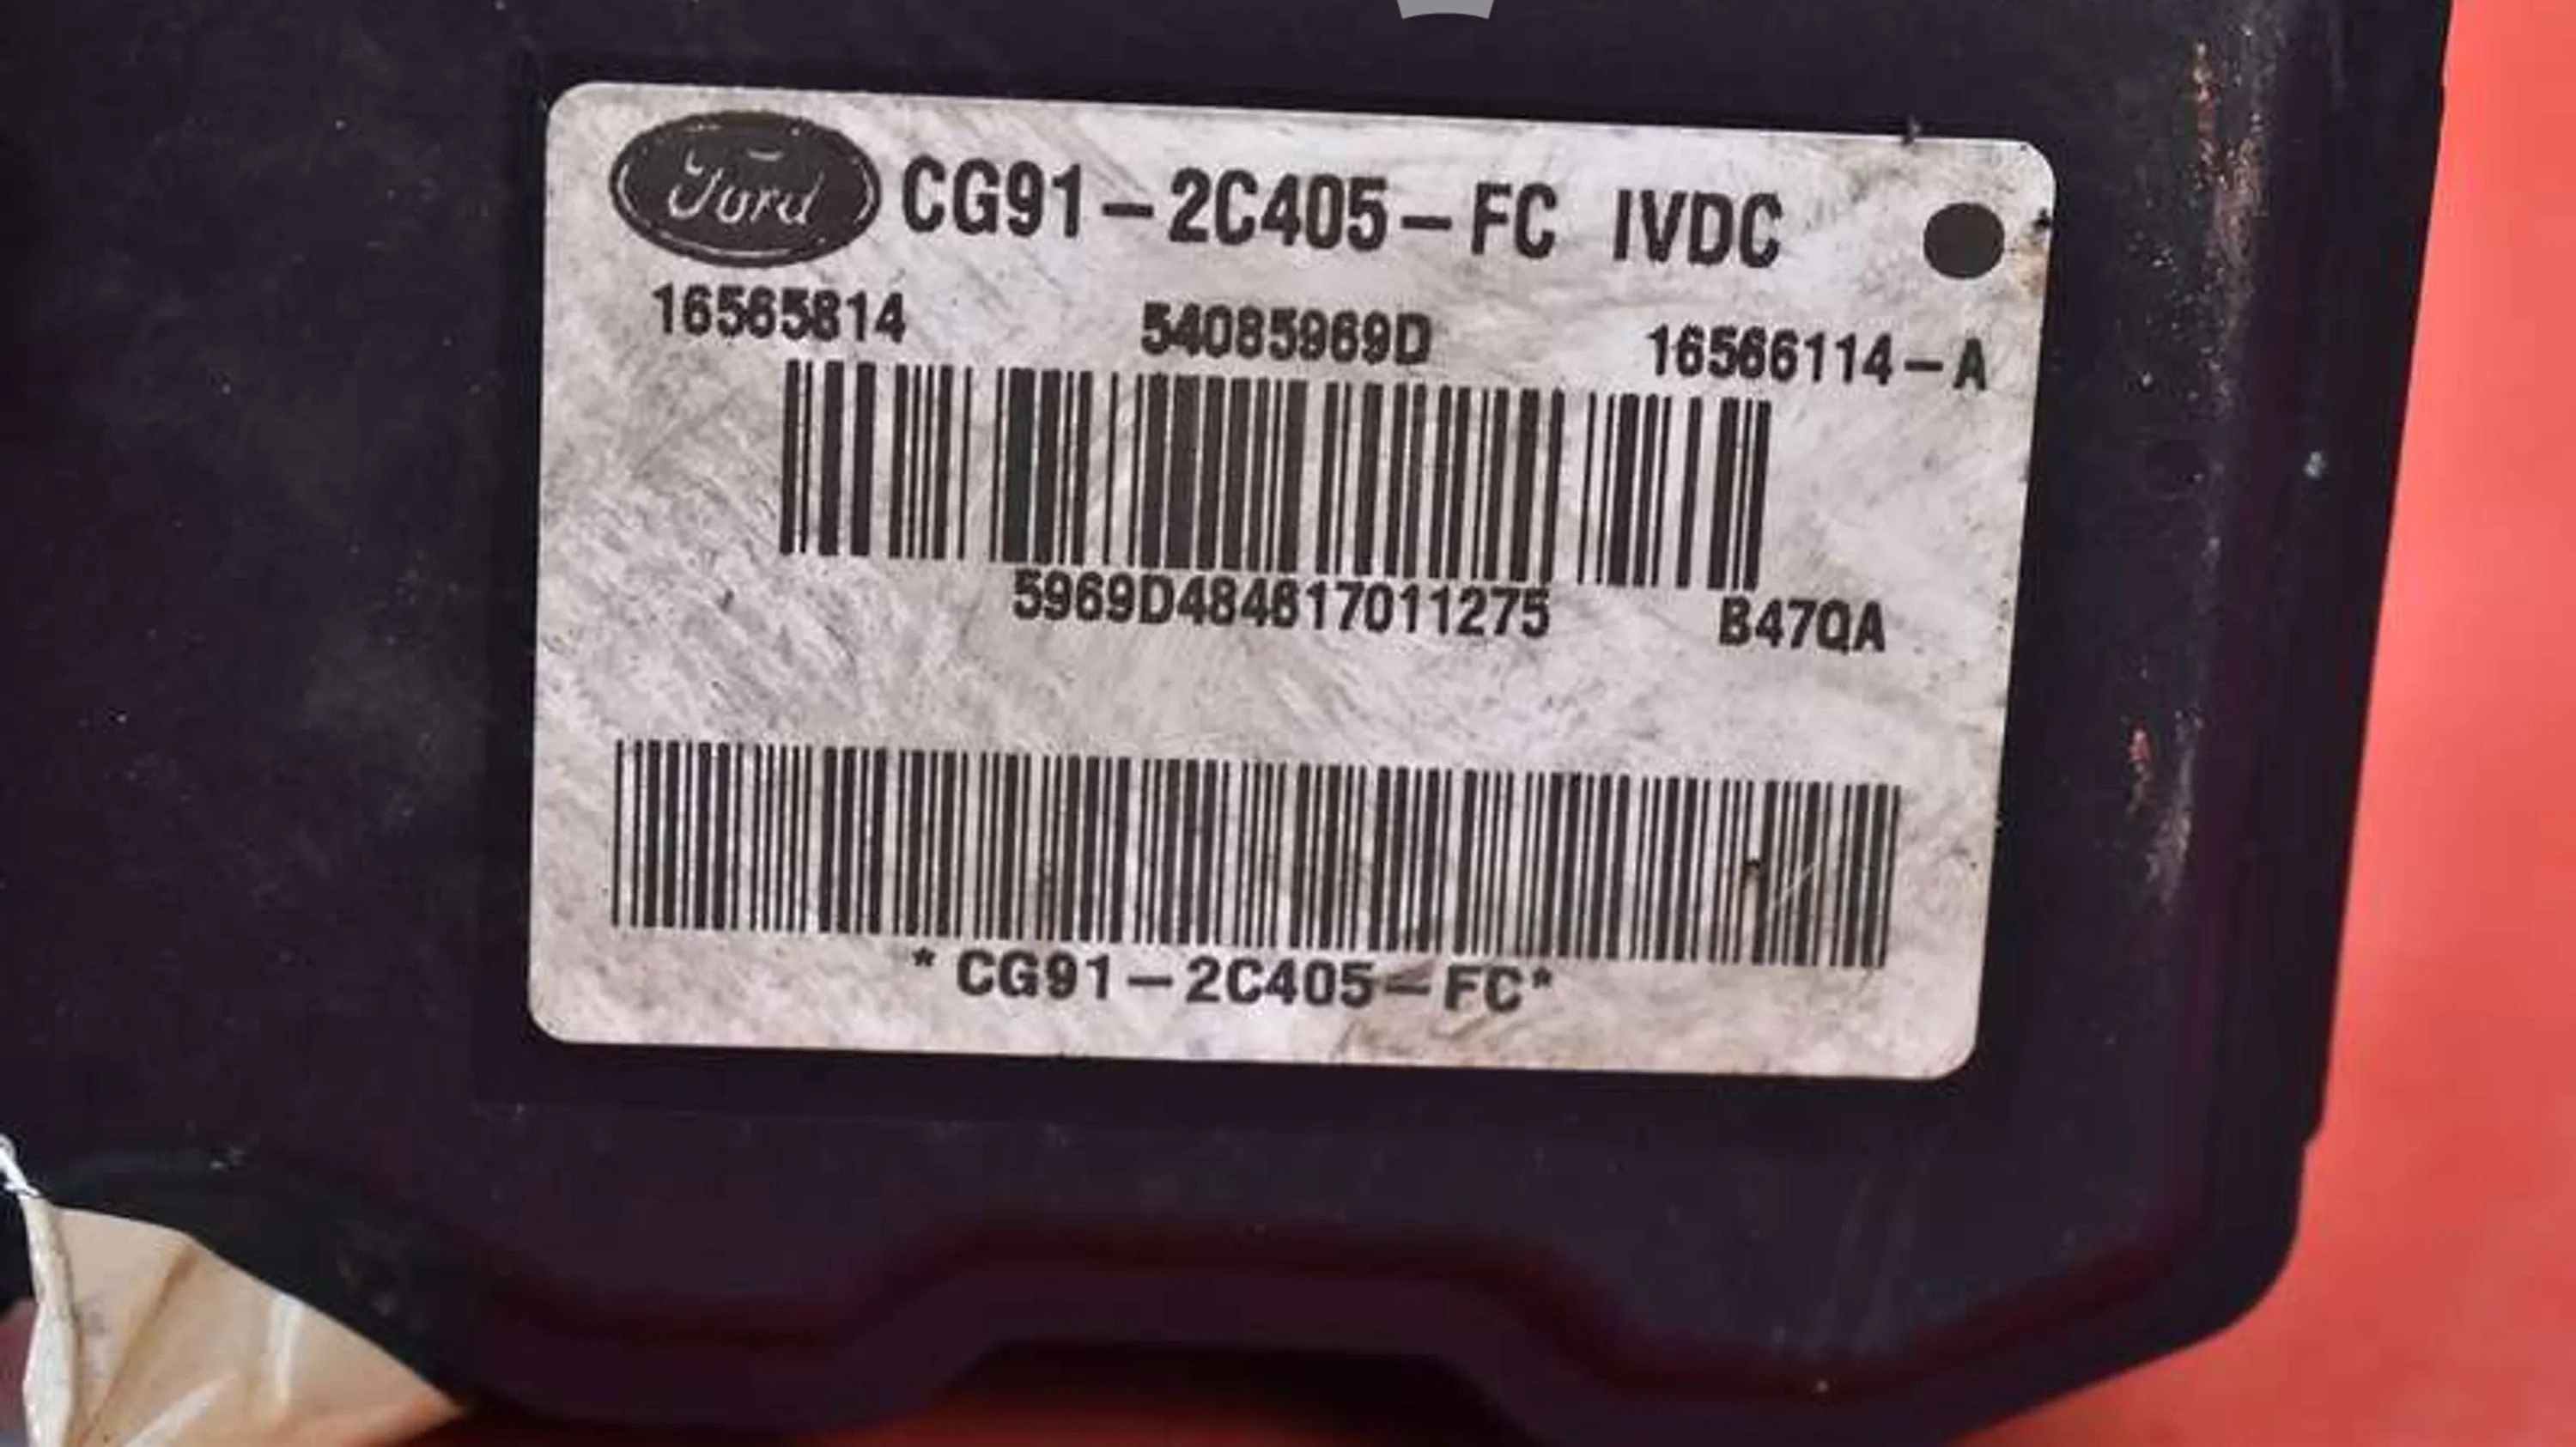 Ford CG91-2C405-FC IVDC
16565814 54085969D 16566114-A
5969D484617011275 B47QA
*CG91-2C405-FC*